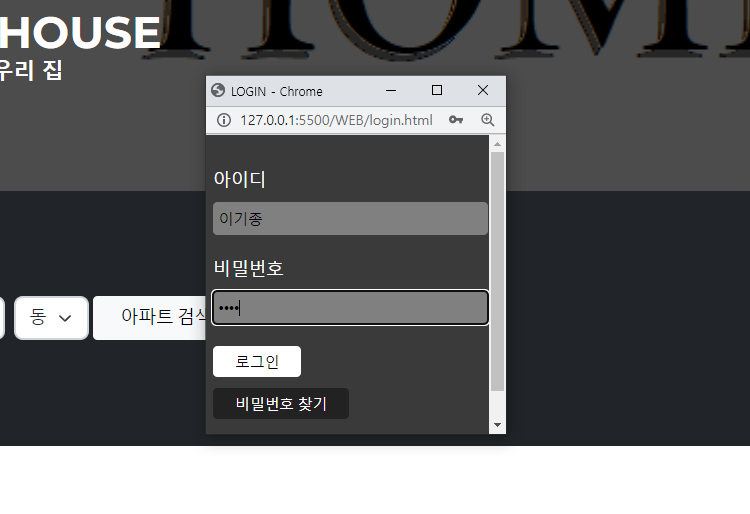 HOUSE
우리 집
HOME
LOGIN - Chrome
127.0.0.1:5500/WEB/login.html
아이디
이기종
비밀번호
••••
동
아파트 검색
로그인
비밀번호 찾기